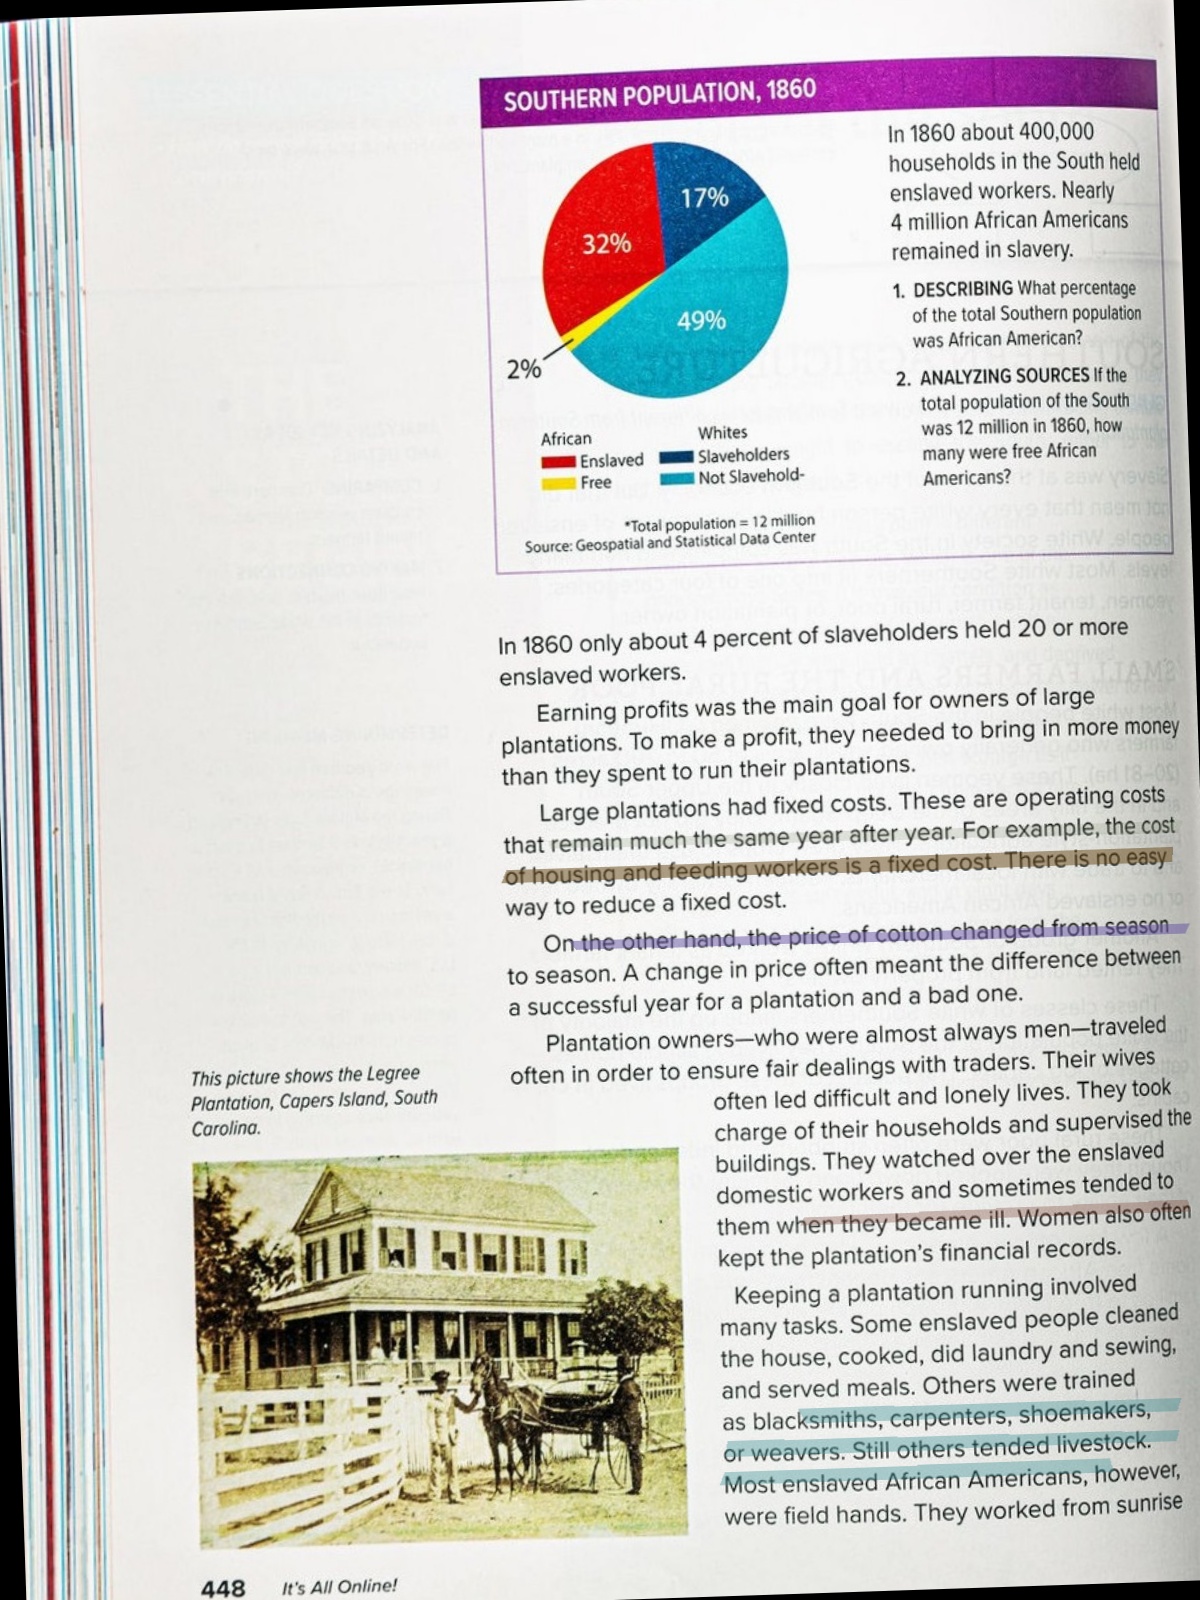 SOUTHERN POPULATION, 1860
17%
32%
49%
2%
African
Enslaved
Free
Whites
Slaveholders
Not Slavehold-
*Total population = 12 million
Source: Geospatial and Statistical Data Center
In 1860 about 400,000
households in the South held
enslaved workers. Nearly
4 million African Americans
remained in slavery.
1. DESCRIBING What percentage
of the total Southern population
was African American?
2. ANALYZING SOURCES If the
total population of the South
was 12 million in 1860, how
many were free African
Americans?
In 1860 only about 4 percent of slaveholders held 20 or more
enslaved workers.
Earning profits was the main goal for owners of large
plantations. To make a profit, they needed to bring in more money
than they spent to run their plantations.
Large plantations had fixed costs. These are operating costs
that remain much the same year after year. For example, the cost
of housing and feeding workers is a fixed cost. There is no easy
way to reduce a fixed cost.
On the other hand, the price of cotton changed from season
to season. A change in price often meant the difference between
a successful year for a plantation and a bad one.
Plantation owners—who were almost always men—traveled
often in order to ensure fair dealings with traders. Their wives
often led difficult and lonely lives. They took
charge of their households and supervised the
buildings. They watched over the enslaved
domestic workers and sometimes tended to
them when they became ill. Women also often
kept the plantation's financial records.
Keeping a plantation running involved
many tasks. Some enslaved people cleaned
the house, cooked, did laundry and sewing,
and served meals. Others were trained
as blacksmiths, carpenters, shoemakers,
or weavers. Still others tended livestock.
Most enslaved African Americans, however,
were field hands. They worked from sunrise
This picture shows the Legree
Plantation, Capers Island, South
Carolina.
448 It's All Online!